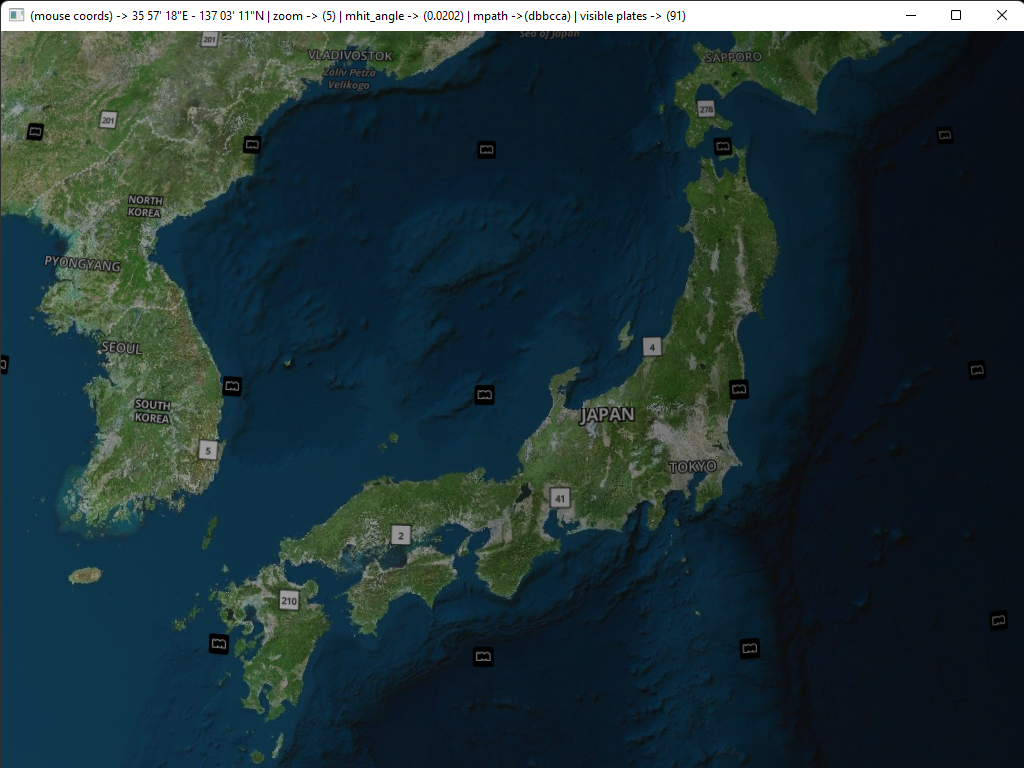 (mouse coords) -> 35 57' 18"E - 137 03' 11"N | zoom -> (5) | mhit_angle -> (0.0202) | mpath ->(dbbcca) | visible plates -> (91)
Sea of Japan
201
VLADIVOSTOK
SAPPORO
Zaliv Petra
Velikogo
278
201
NORTH
KOREA
PYONGYANG
SEOUL
4
SOUTH
KOREA
JAPAN
5
TOKYO
41
2
210